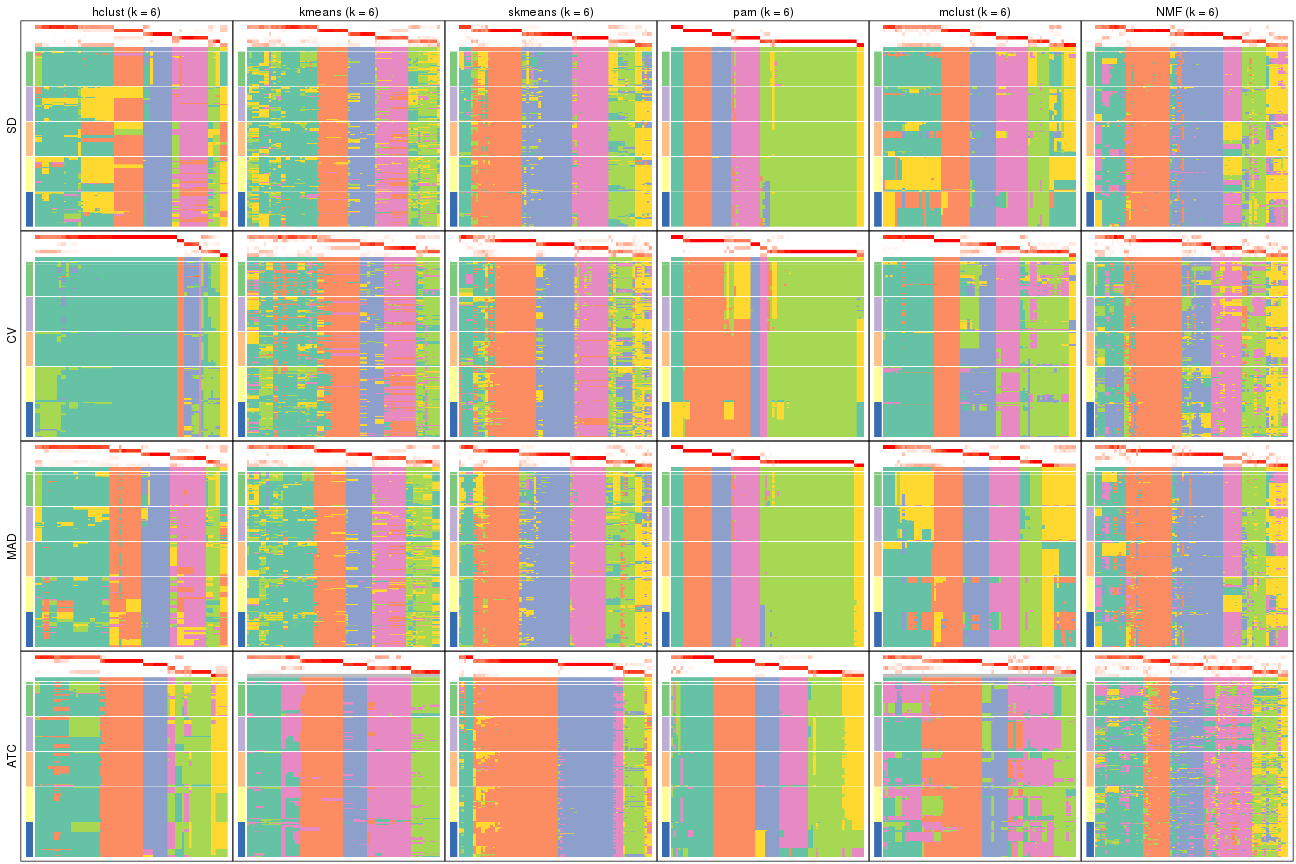 hclust (k = 6) kmeans (k = 6) skmeans (k = 6) pam (k = 6) mclust (k = 6) NMF (k = 6)
SD
CV
MAD
ATC